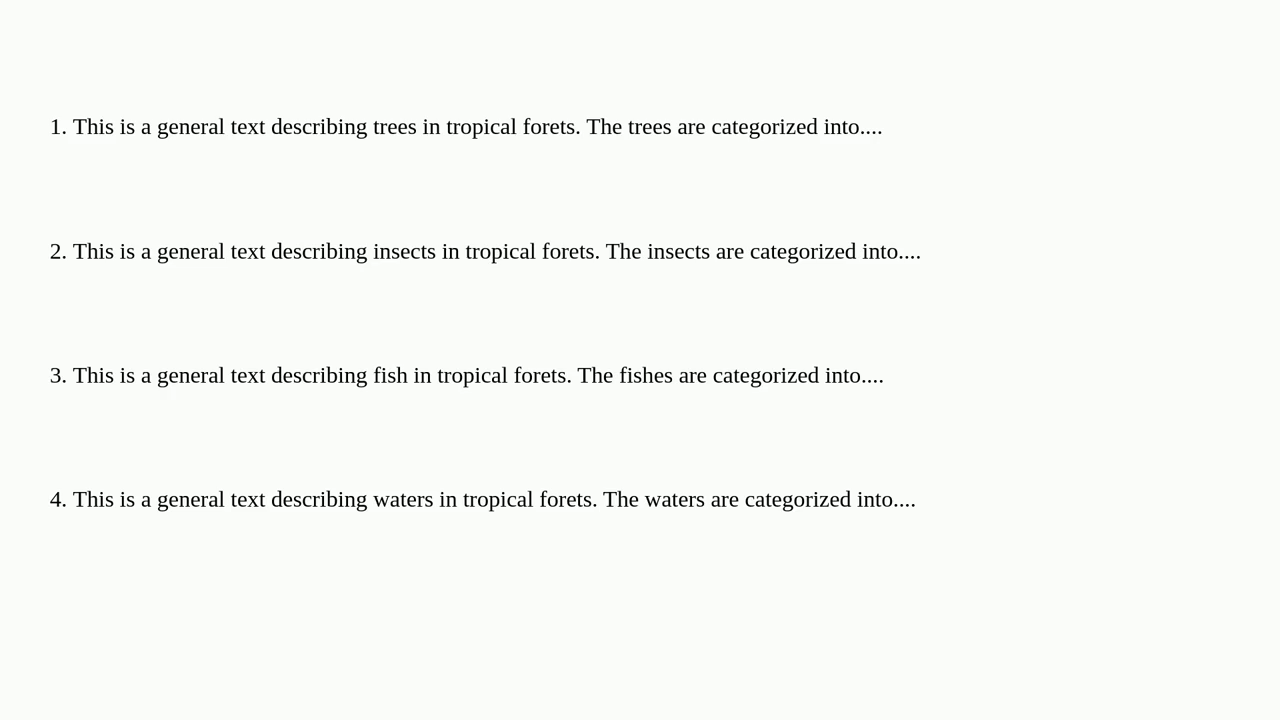 1. This is a general text describing trees in tropical forets. The trees are categorized into....
2. This is a general text describing insects in tropical forets. The insects are categorized into....
3. This is a general text describing fish in tropical forets. The fishes are categorized into....
4. This is a general text describing waters in tropical forets. The waters are categorized into....